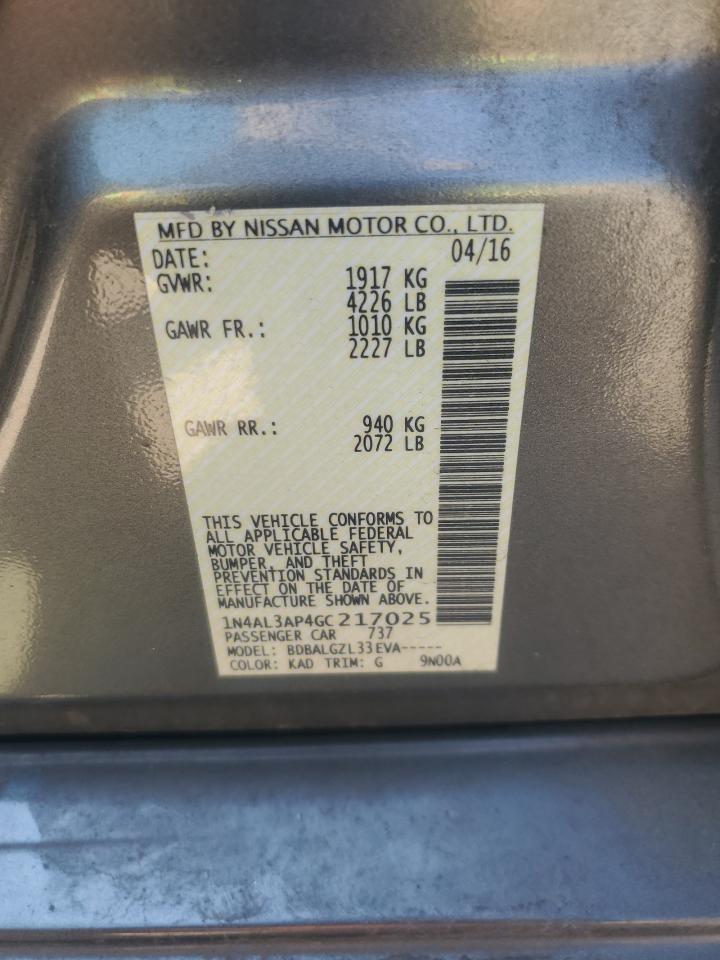 MFD BY NISSAN MOTOR CO., LTD.
DATE: 04/16
GVWR: 1917 KG
4226 LB
GAWR FR.: 1010 KG
2227 LB
GAWR RR.: 940 KG
2072 LB
THIS VEHICLE CONFORMS TO
ALL APPLICABLE FEDERAL
MOTOR VEHICLE SAFETY,
BUMPER, AND THEFT
PREVENTION STANDARDS IN
EFFECT ON THE DATE OF
MANUFACTURE SHOWN ABOVE.
1N4AL3AP4GC217025
PASSENGER CAR 737
MODEL: BDBALGZL33EVA-----
COLOR: KAD TRIM: G 9N00A